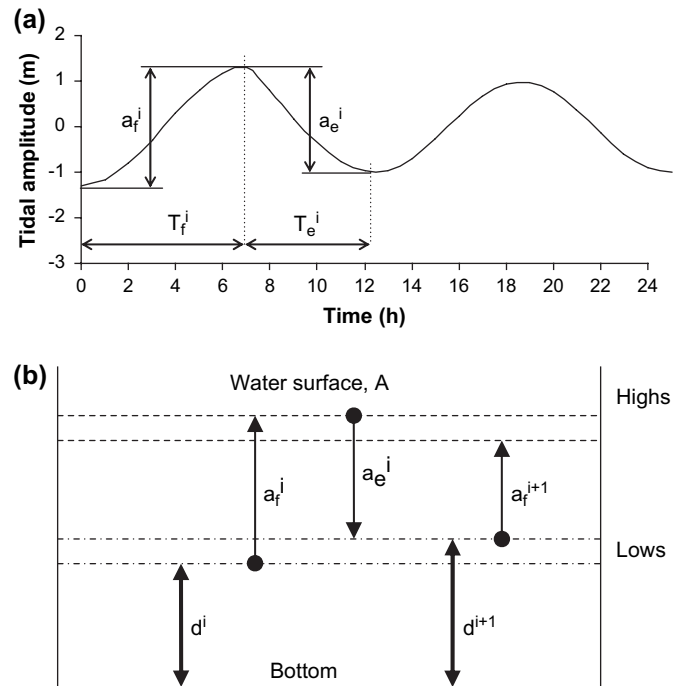 (a)
Tidal amplitude (m)
2
1
0
-1
-2
-3
a_f^i
a_e^i
T_f^i
T_e^i
0 2 4 6 8 10 12 14 16 18 20 22 24
Time (h)
(b)
Water surface, A
Highs
a_f^i
a_e^i
a_f^{i+1}
Lows
d^i
d^{i+1}
Bottom